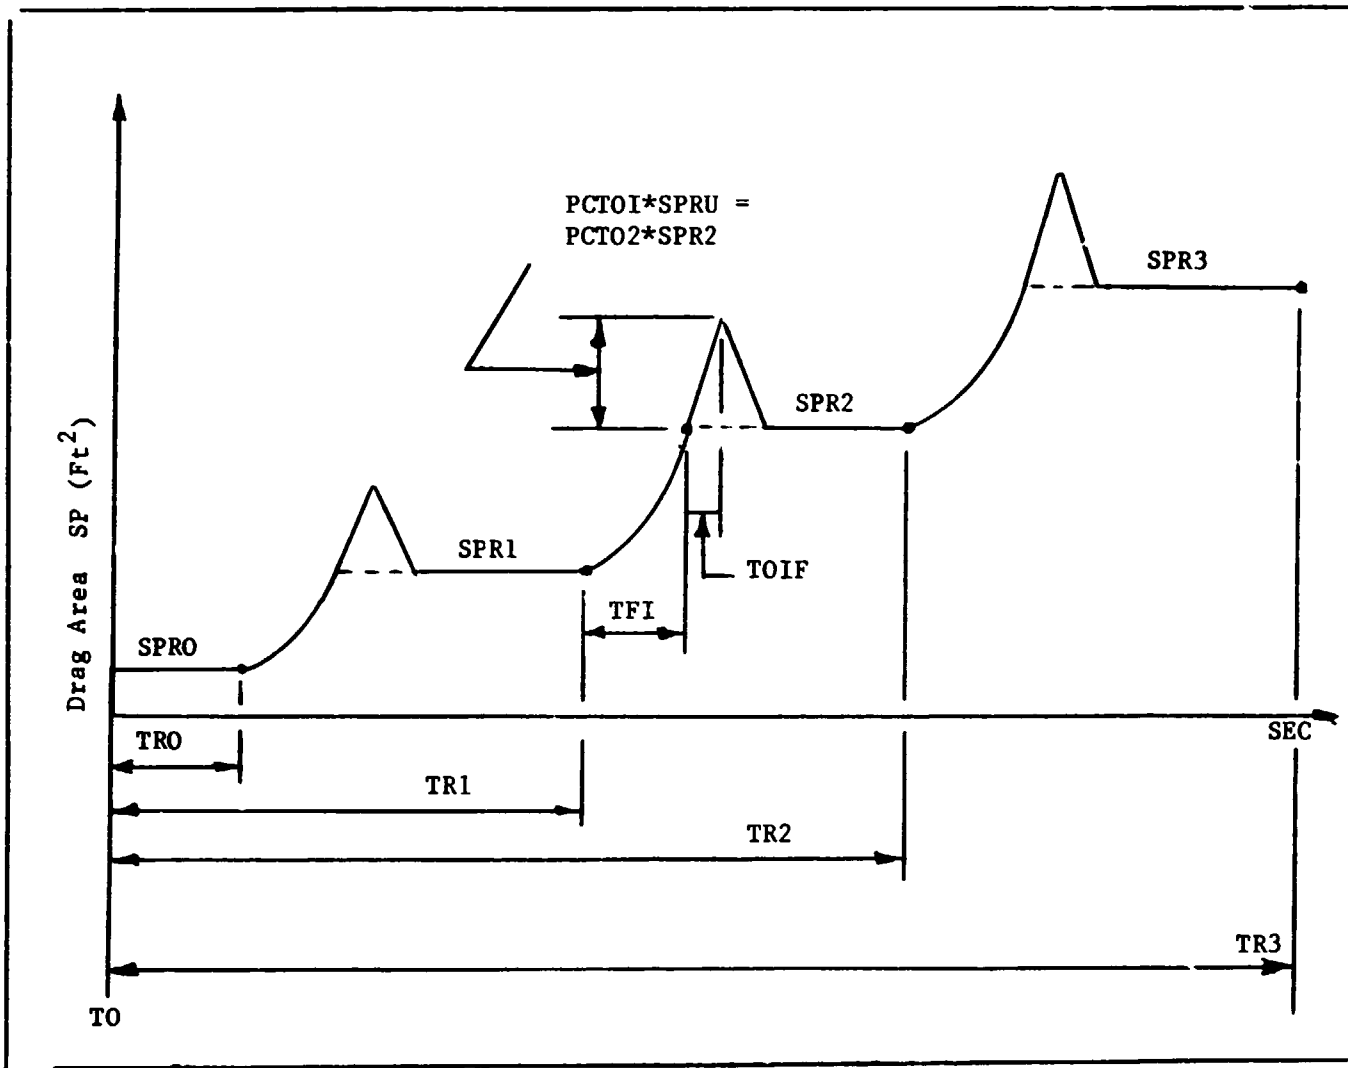 PCTOI*SPRU =
PCTO2*SPR2
SPR3
SPR2
SPR1
TOIF
TFI
SPRO
Drag Area SP (Ft²)
SEC
TRO
TR1
TR2
TR3
TO